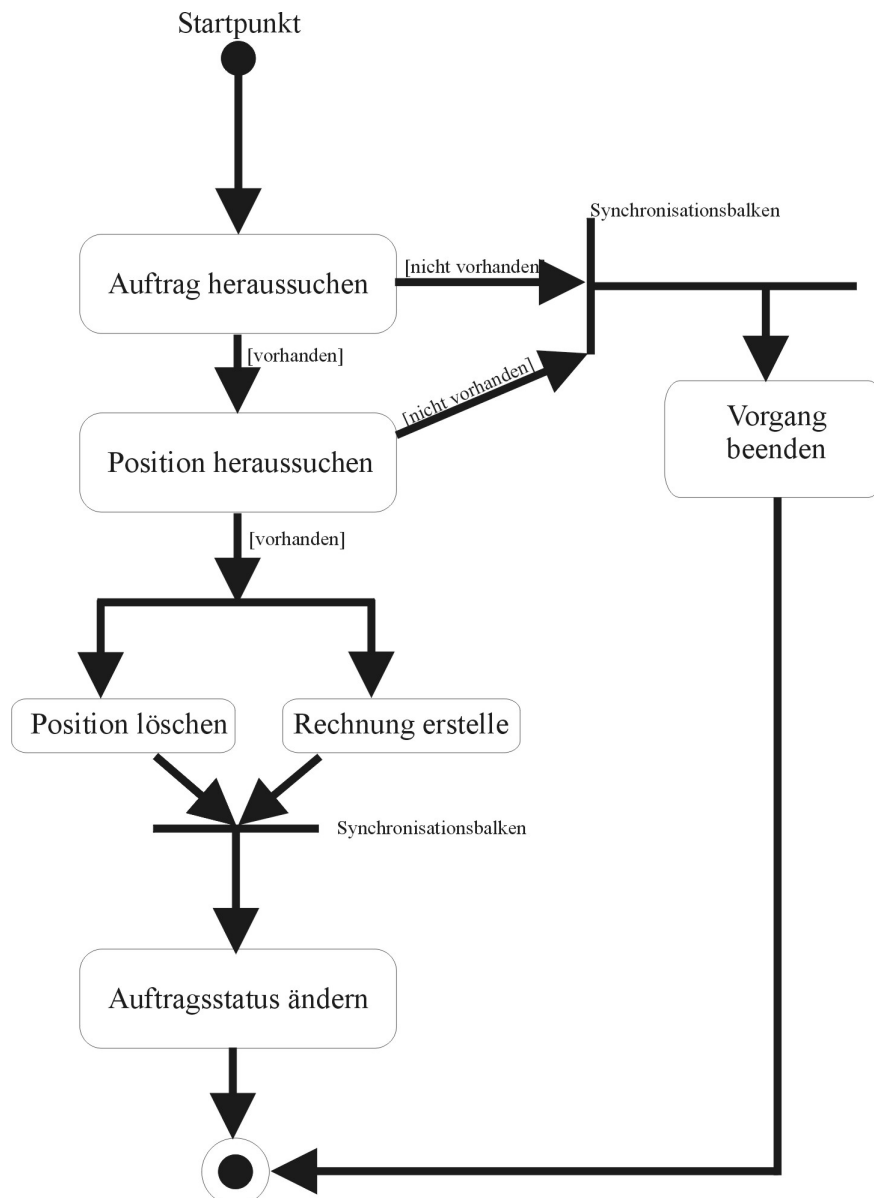 Startpunkt
Synchronisationsbalken
[nicht vorhanden]
Auftrag heraussuchen
[vorhanden]
[nicht vorhanden]
Vorgang
beenden
Position heraussuchen
[vorhanden]
Position löschen
Rechnung erstelle
Synchronisationsbalken
Auftragsstatus ändern